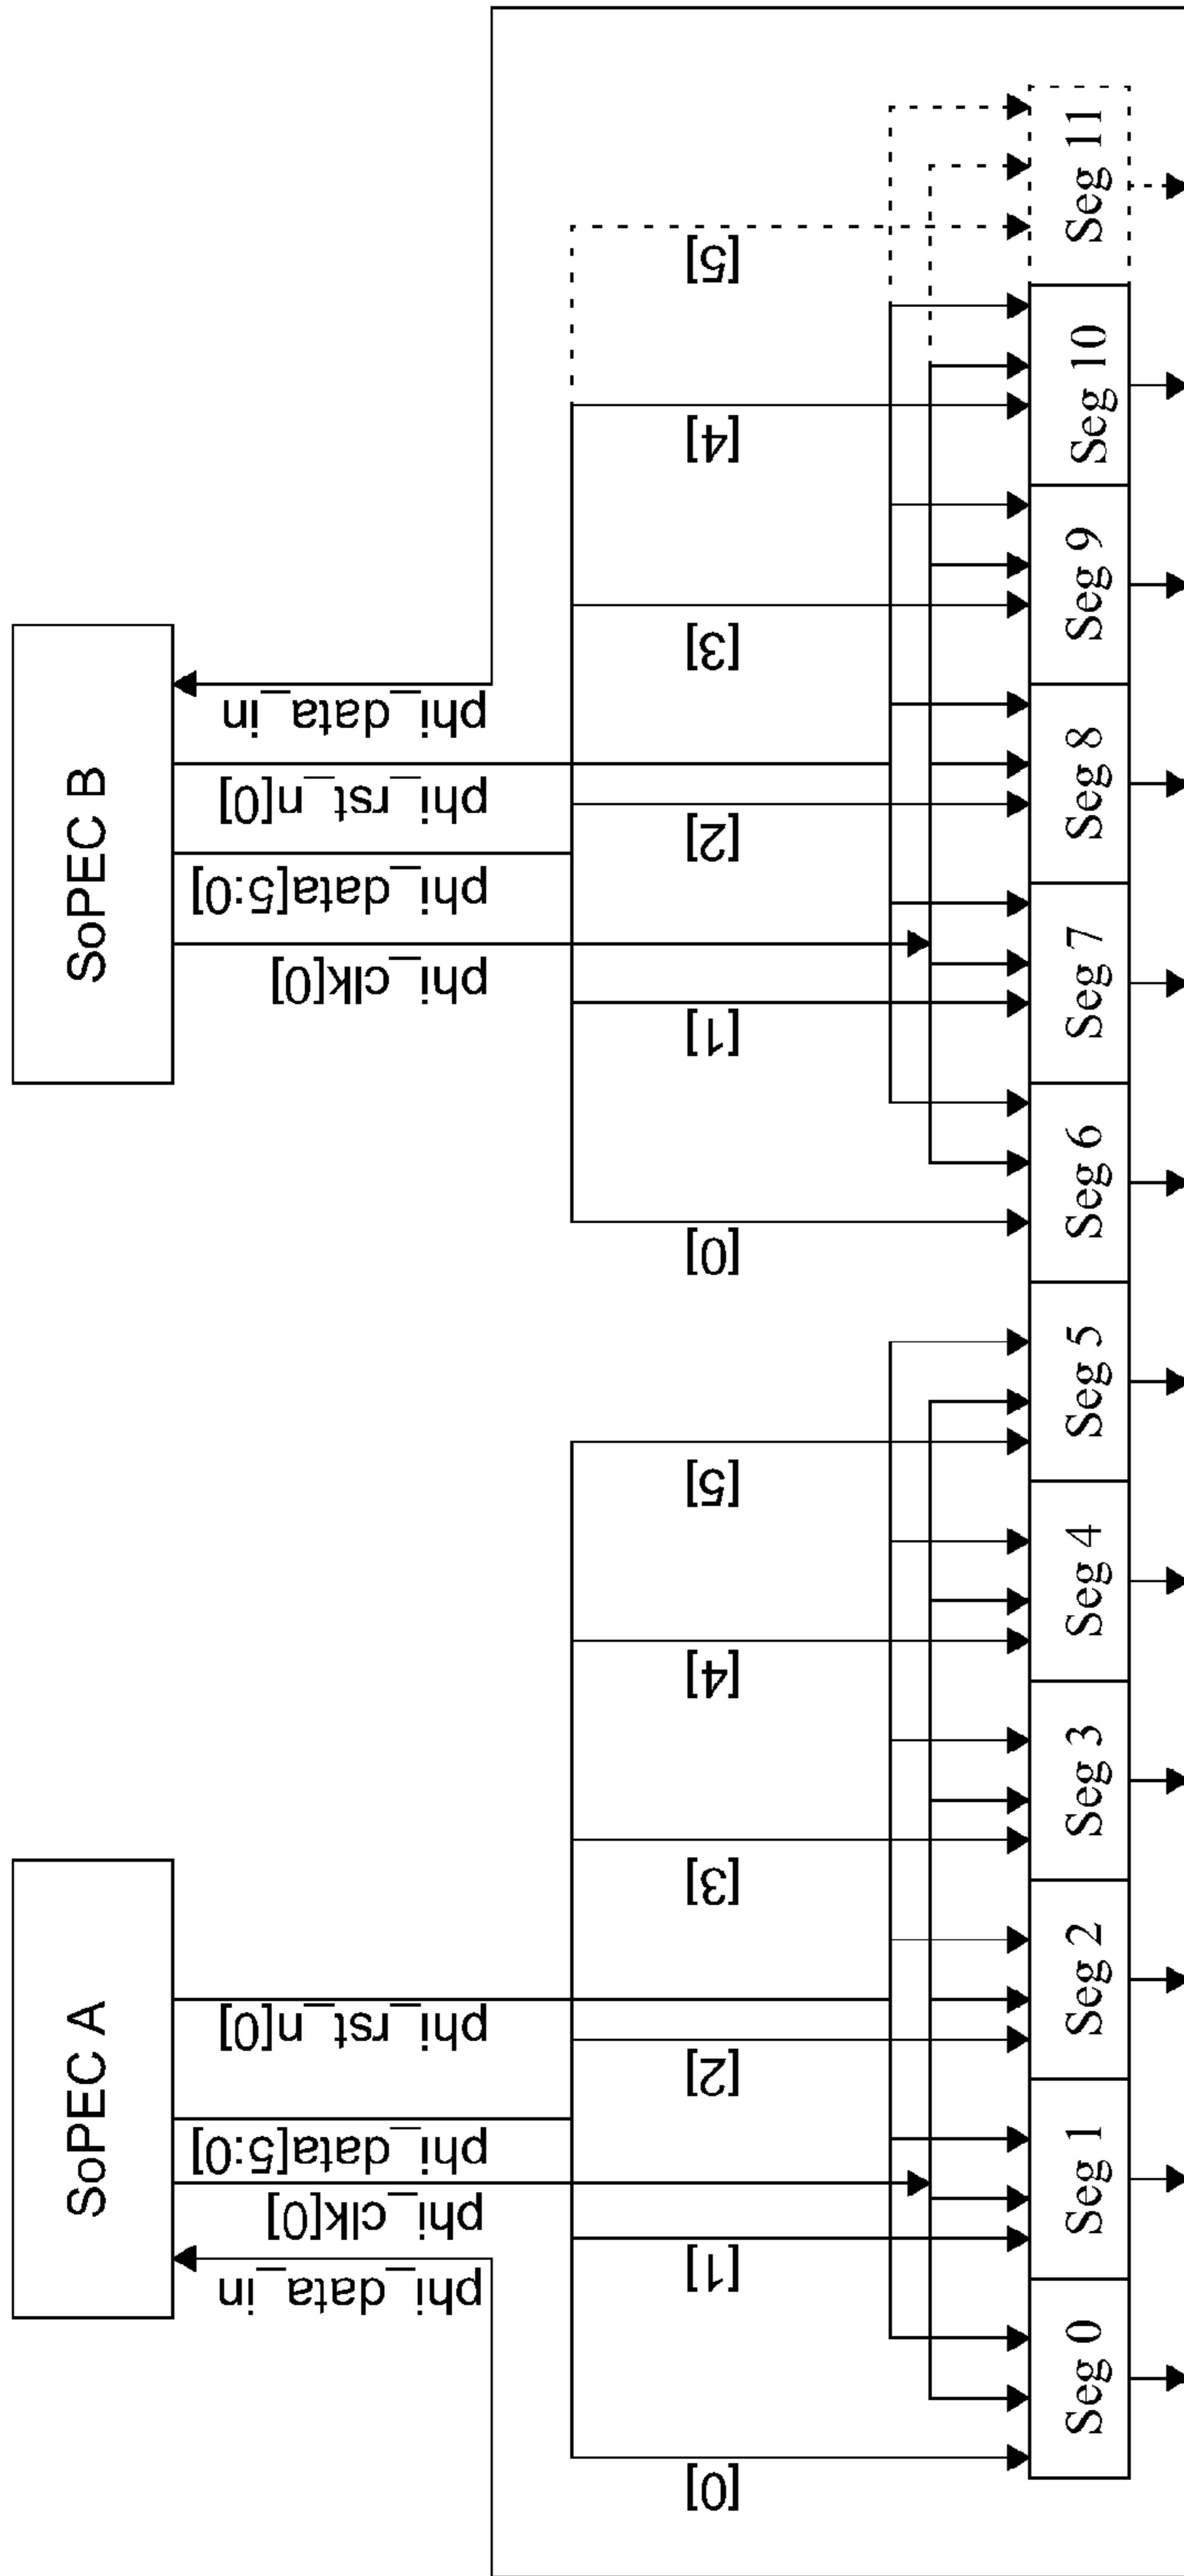 SoPEC A
SoPEC B
phi_data_in
phi_clk[0]
phi_data[5:0]
phi_rst_n[0]
phi_clk[0]
phi_data[5:0]
phi_rst_n[0]
phi_data_in
[0]
[1]
[2]
[3]
[4]
[5]
[0]
[1]
[2]
[3]
[4]
[5]
Seg 0
Seg 1
Seg 2
Seg 3
Seg 4
Seg 5
Seg 6
Seg 7
Seg 8
Seg 9
Seg 10
Seg 11